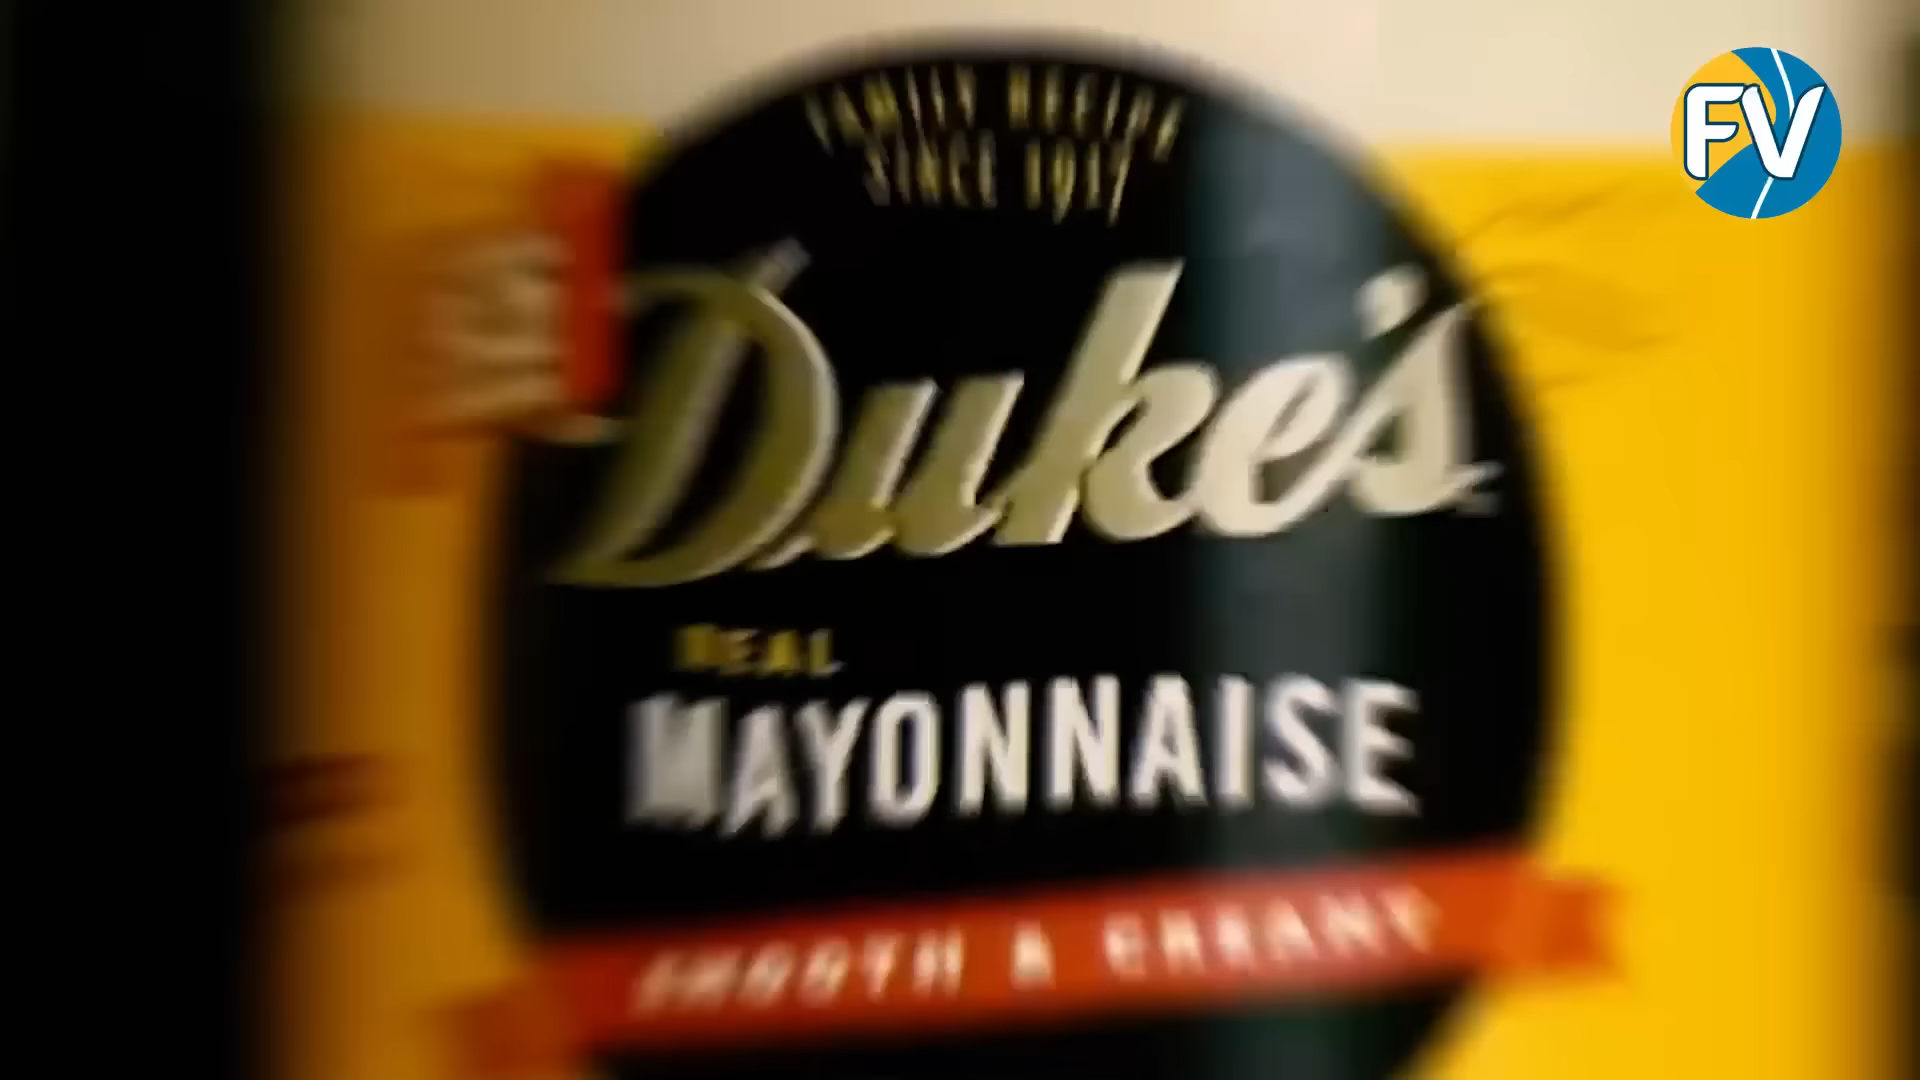 FV
FAMILY RECIPE
SINCE 1917
Duke's
REAL
MAYONNAISE
SMOOTH & CREAMY